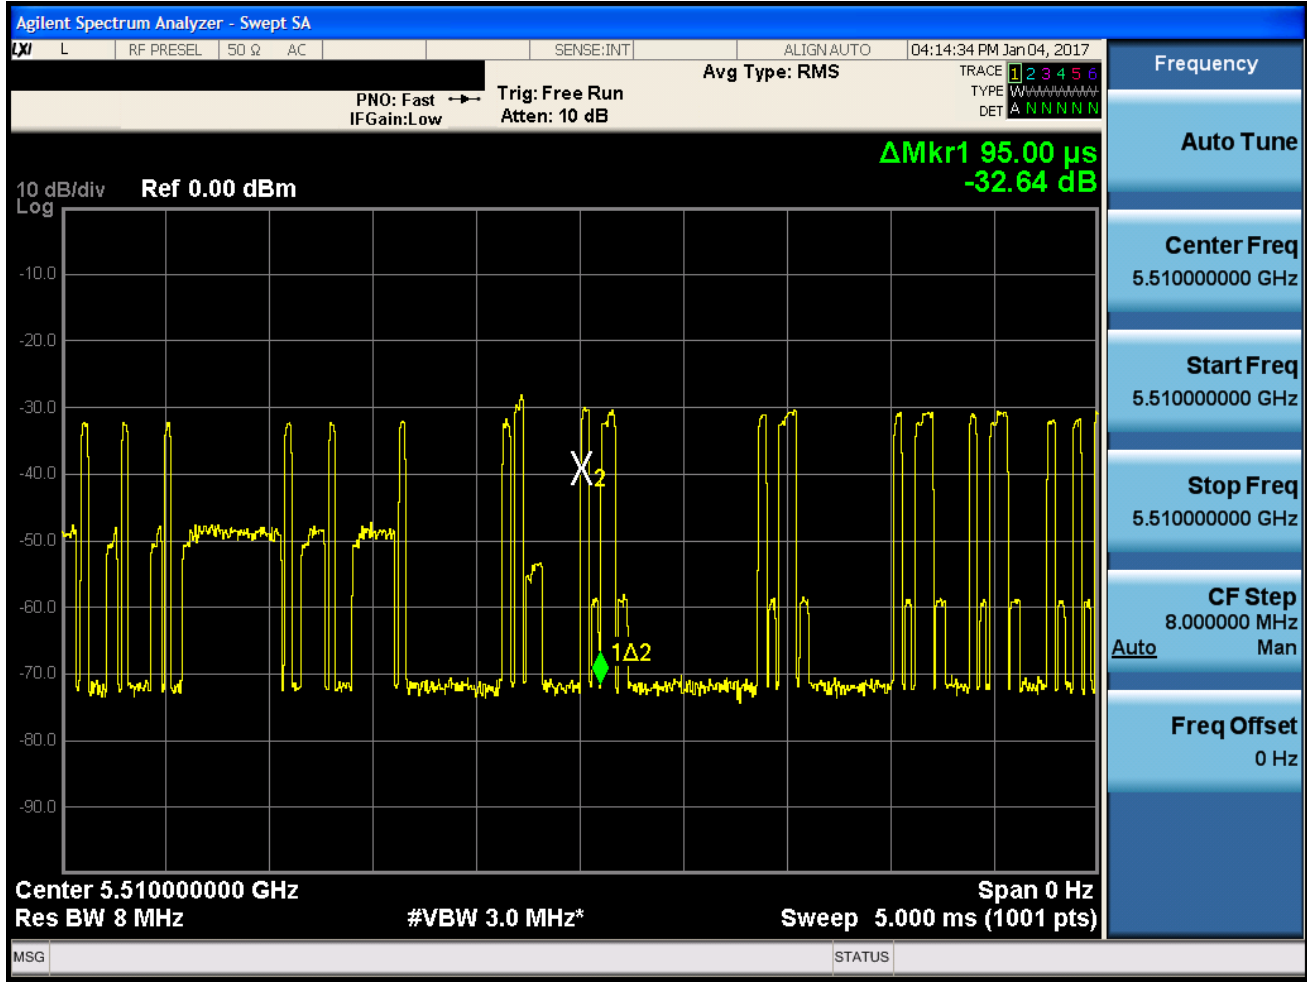 Agilent Spectrum Analyzer - Swept SA
LXI L RF PRESEL 50 Ω AC SENSE:INT ALIGNAUTO 04:14:34 PM Jan 04, 2017
Avg Type: RMS
PNO: Fast
IFGain:Low
Trig: Free Run
Atten: 10 dB
TRACE 1 2 3 4 5 6
TYPE WWWWWWW
DET A N N N N N
ΔMkr1 95.00 µs
-32.64 dB
10 dB/div Ref 0.00 dBm
Log
-10.0
-20.0
-30.0
-40.0
-50.0
-60.0
-70.0
-80.0
-90.0
X2
1Δ2
Center 5.510000000 GHz Span 0 Hz
Res BW 8 MHz #VBW 3.0 MHz* Sweep 5.000 ms (1001 pts)
MSG STATUS
Frequency
Auto Tune
Center Freq
5.510000000 GHz
Start Freq
5.510000000 GHz
Stop Freq
5.510000000 GHz
CF Step
8.000000 MHz
Auto Man
Freq Offset
0 Hz